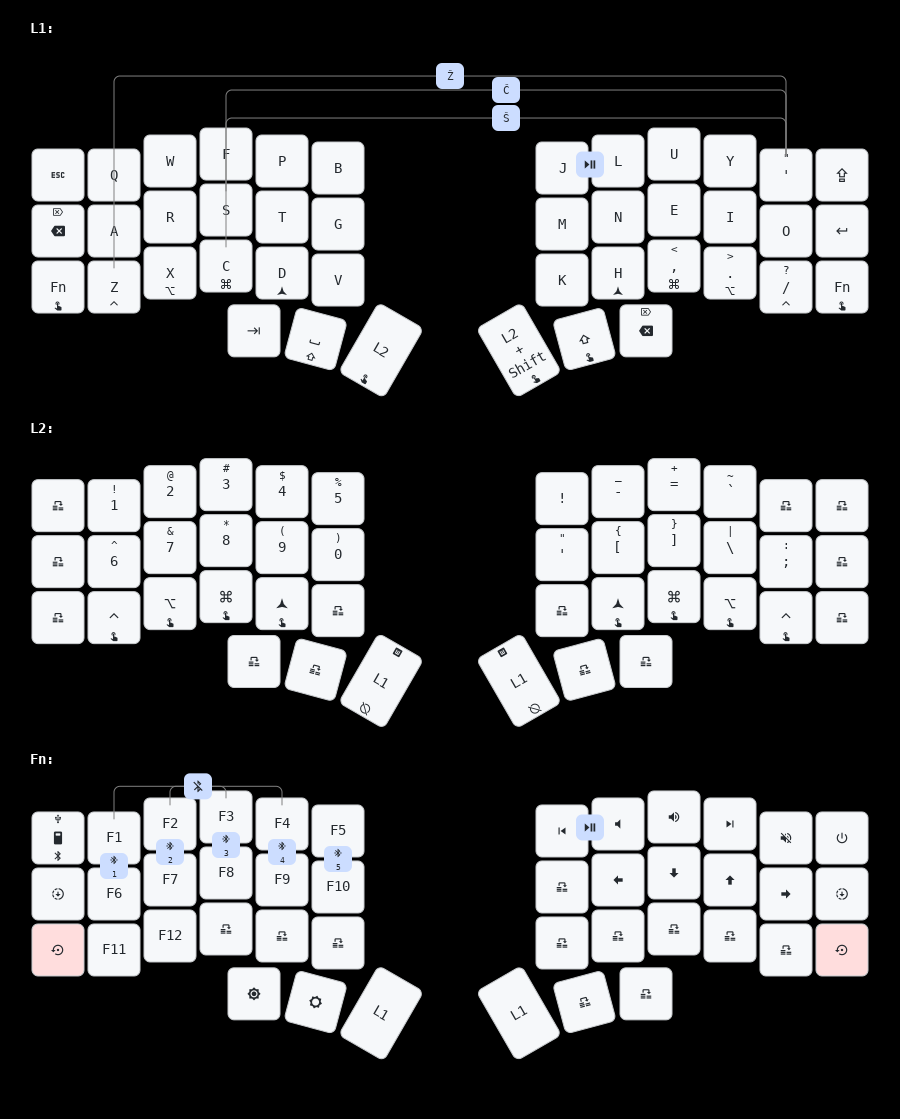 L1:
Ž
Č
Š
ESC Q W F P B J L U Y " ' 
A R S T G M N E I O
Fn Z ^ X ⌥ C ⌘ D V K H < , ⌘ > . ⌥ ? / ^ Fn
L2 L2 + Shift
L2:
! 1 @ 2 # 3 $ 4 % 5 ! _ - + = ~ `
^ 6 & 7 * 8 ( 9 ) 0 " ' { [ } ] | \ : ;
^ ⌥ ⌘ ⌘ ⌥ ^
L1 L1
Fn:
F1 F2 F3 F4 F5
1 2 3 4 5
F6 F7 F8 F9 F10
F11 F12
L1 L1